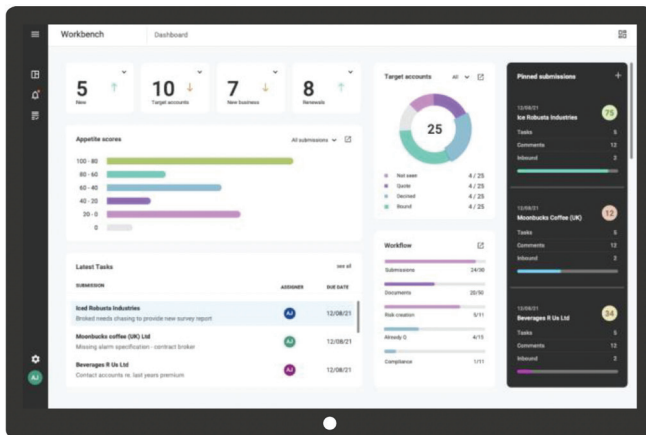 Workbench
Dashboard
5
New
10
Target accounts
7
New business
8
Renewals
Appetite scores
All submissions
100 - 80
80 - 60
60 - 40
40 - 20
20 - 0
0
Latest Tasks
see all
SUBMISSION
ASSIGNER
DUE DATE
Iced Robusta Industries
Broked needs chasing to provide new survey report
AJ
12/08/21
Moonbucks coffee (UK) Ltd
Missing alarm specification - contract broker
AJ
12/08/21
Beverages R Us Ltd
Contact accounts re. last years premium
AJ
12/08/21
Target accounts
All
25
Not seen 4 / 25
Quote 4 / 25
Declined 4 / 25
Bound 4 / 25
Workflow
Submissions 24/30
Documents 20/50
Risk creation 5/11
Already Q 4/15
Compliance 1/11
Pinned submissions
12/08/21
Ice Robusta Industries
75
Tasks 5
Comments 12
Inbound 2
12/08/21
Moonbucks Coffee (UK)
12
Tasks 5
Comments 12
Inbound 2
12/08/21
Beverages R Us Ltd
34
Tasks 5
Comments 12
Inbound 2
AJ